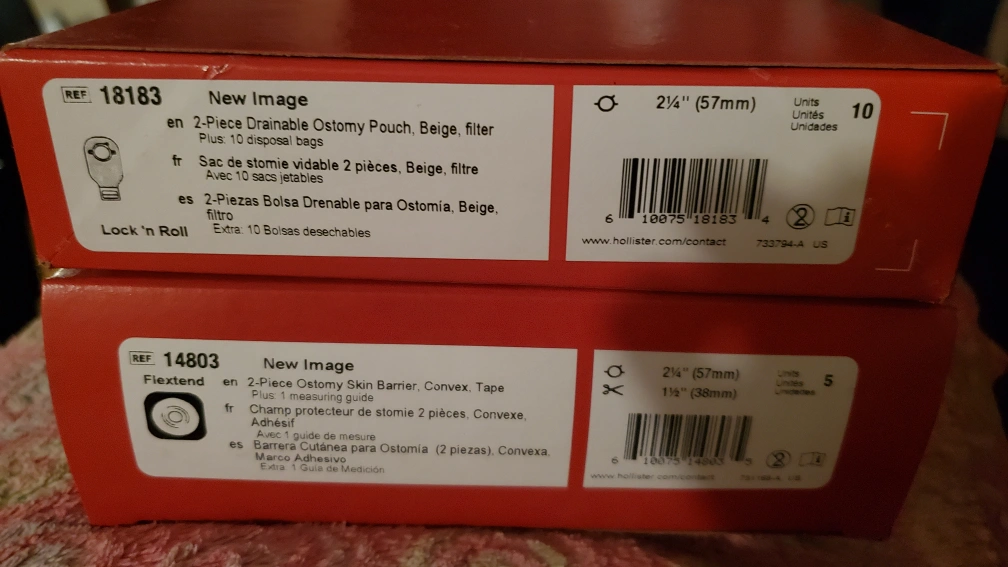 REF 18183 New Image
en 2-Piece Drainable Ostomy Pouch, Beige, filter
Plus: 10 disposal bags
fr Sac de stomie vidable 2 pièces, Beige, filtre
Avec 10 sacs jetables
es 2-Piezas Bolsa Drenable para Ostomía, Beige,
filtro
Extra: 10 Bolsas desechables
Lock 'n Roll
2¼" (57mm)
Units
Unités
Unidades
10
6 10075 18183 4
2
www.hollister.com/contact 733794-A US
REF 14803 New Image
Flextend
en 2-Piece Ostomy Skin Barrier, Convex, Tape
Plus: 1 measuring guide
fr Champ protecteur de stomie 2 pièces, Convexe,
Adhésif
Avec 1 guide de mesure
es Barrera Cutánea para Ostomía (2 piezas), Convexa,
Marco Adhesivo
Extra: 1 Guía de Medición
2¼" (57mm)
1½" (38mm)
Units
Unités
Unidades
5
6 10075 14803 5
2
www.hollister.com/contact US